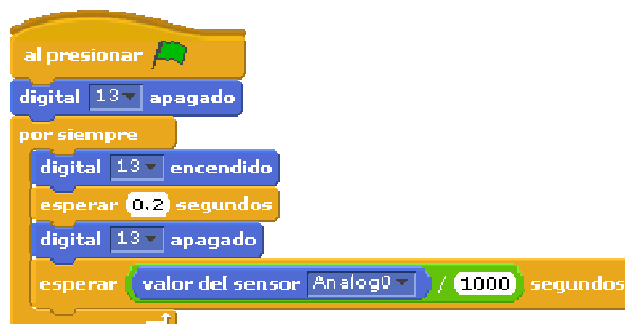 al presionar
digital 13 apagado
por siempre
digital 13 encendido
esperar 0.2 segundos
digital 13 apagado
esperar valor del sensor Analog0 / 1000 segundos